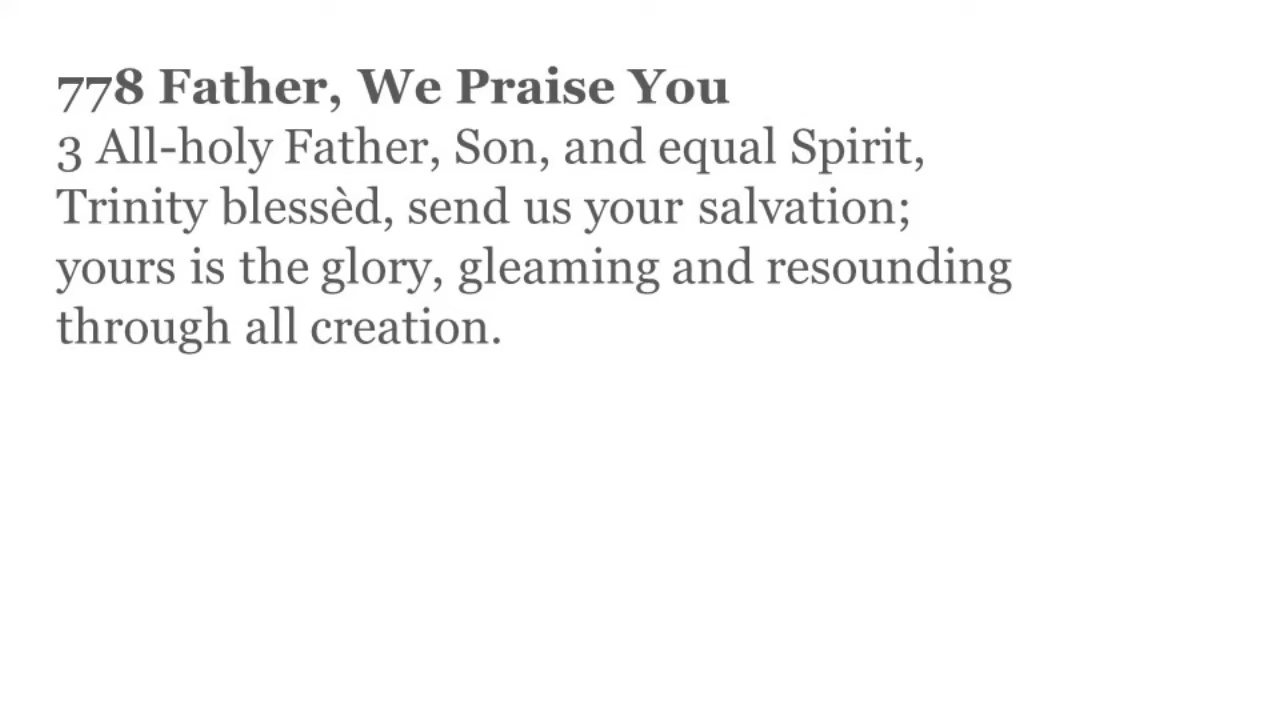 778 Father, We Praise You
3 All-holy Father, Son, and equal Spirit,
Trinity blessèd, send us your salvation;
yours is the glory, gleaming and resounding
through all creation.